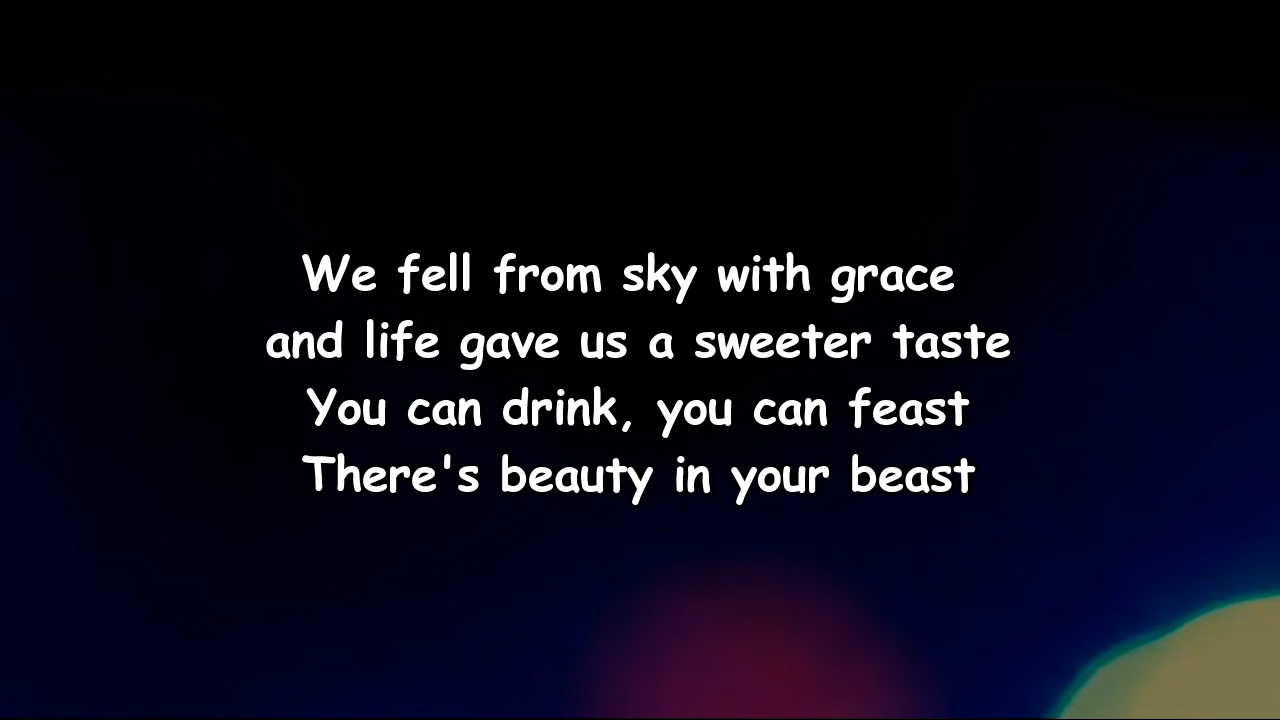 We fell from sky with grace
and life gave us a sweeter taste
You can drink, you can feast
There's beauty in your beast